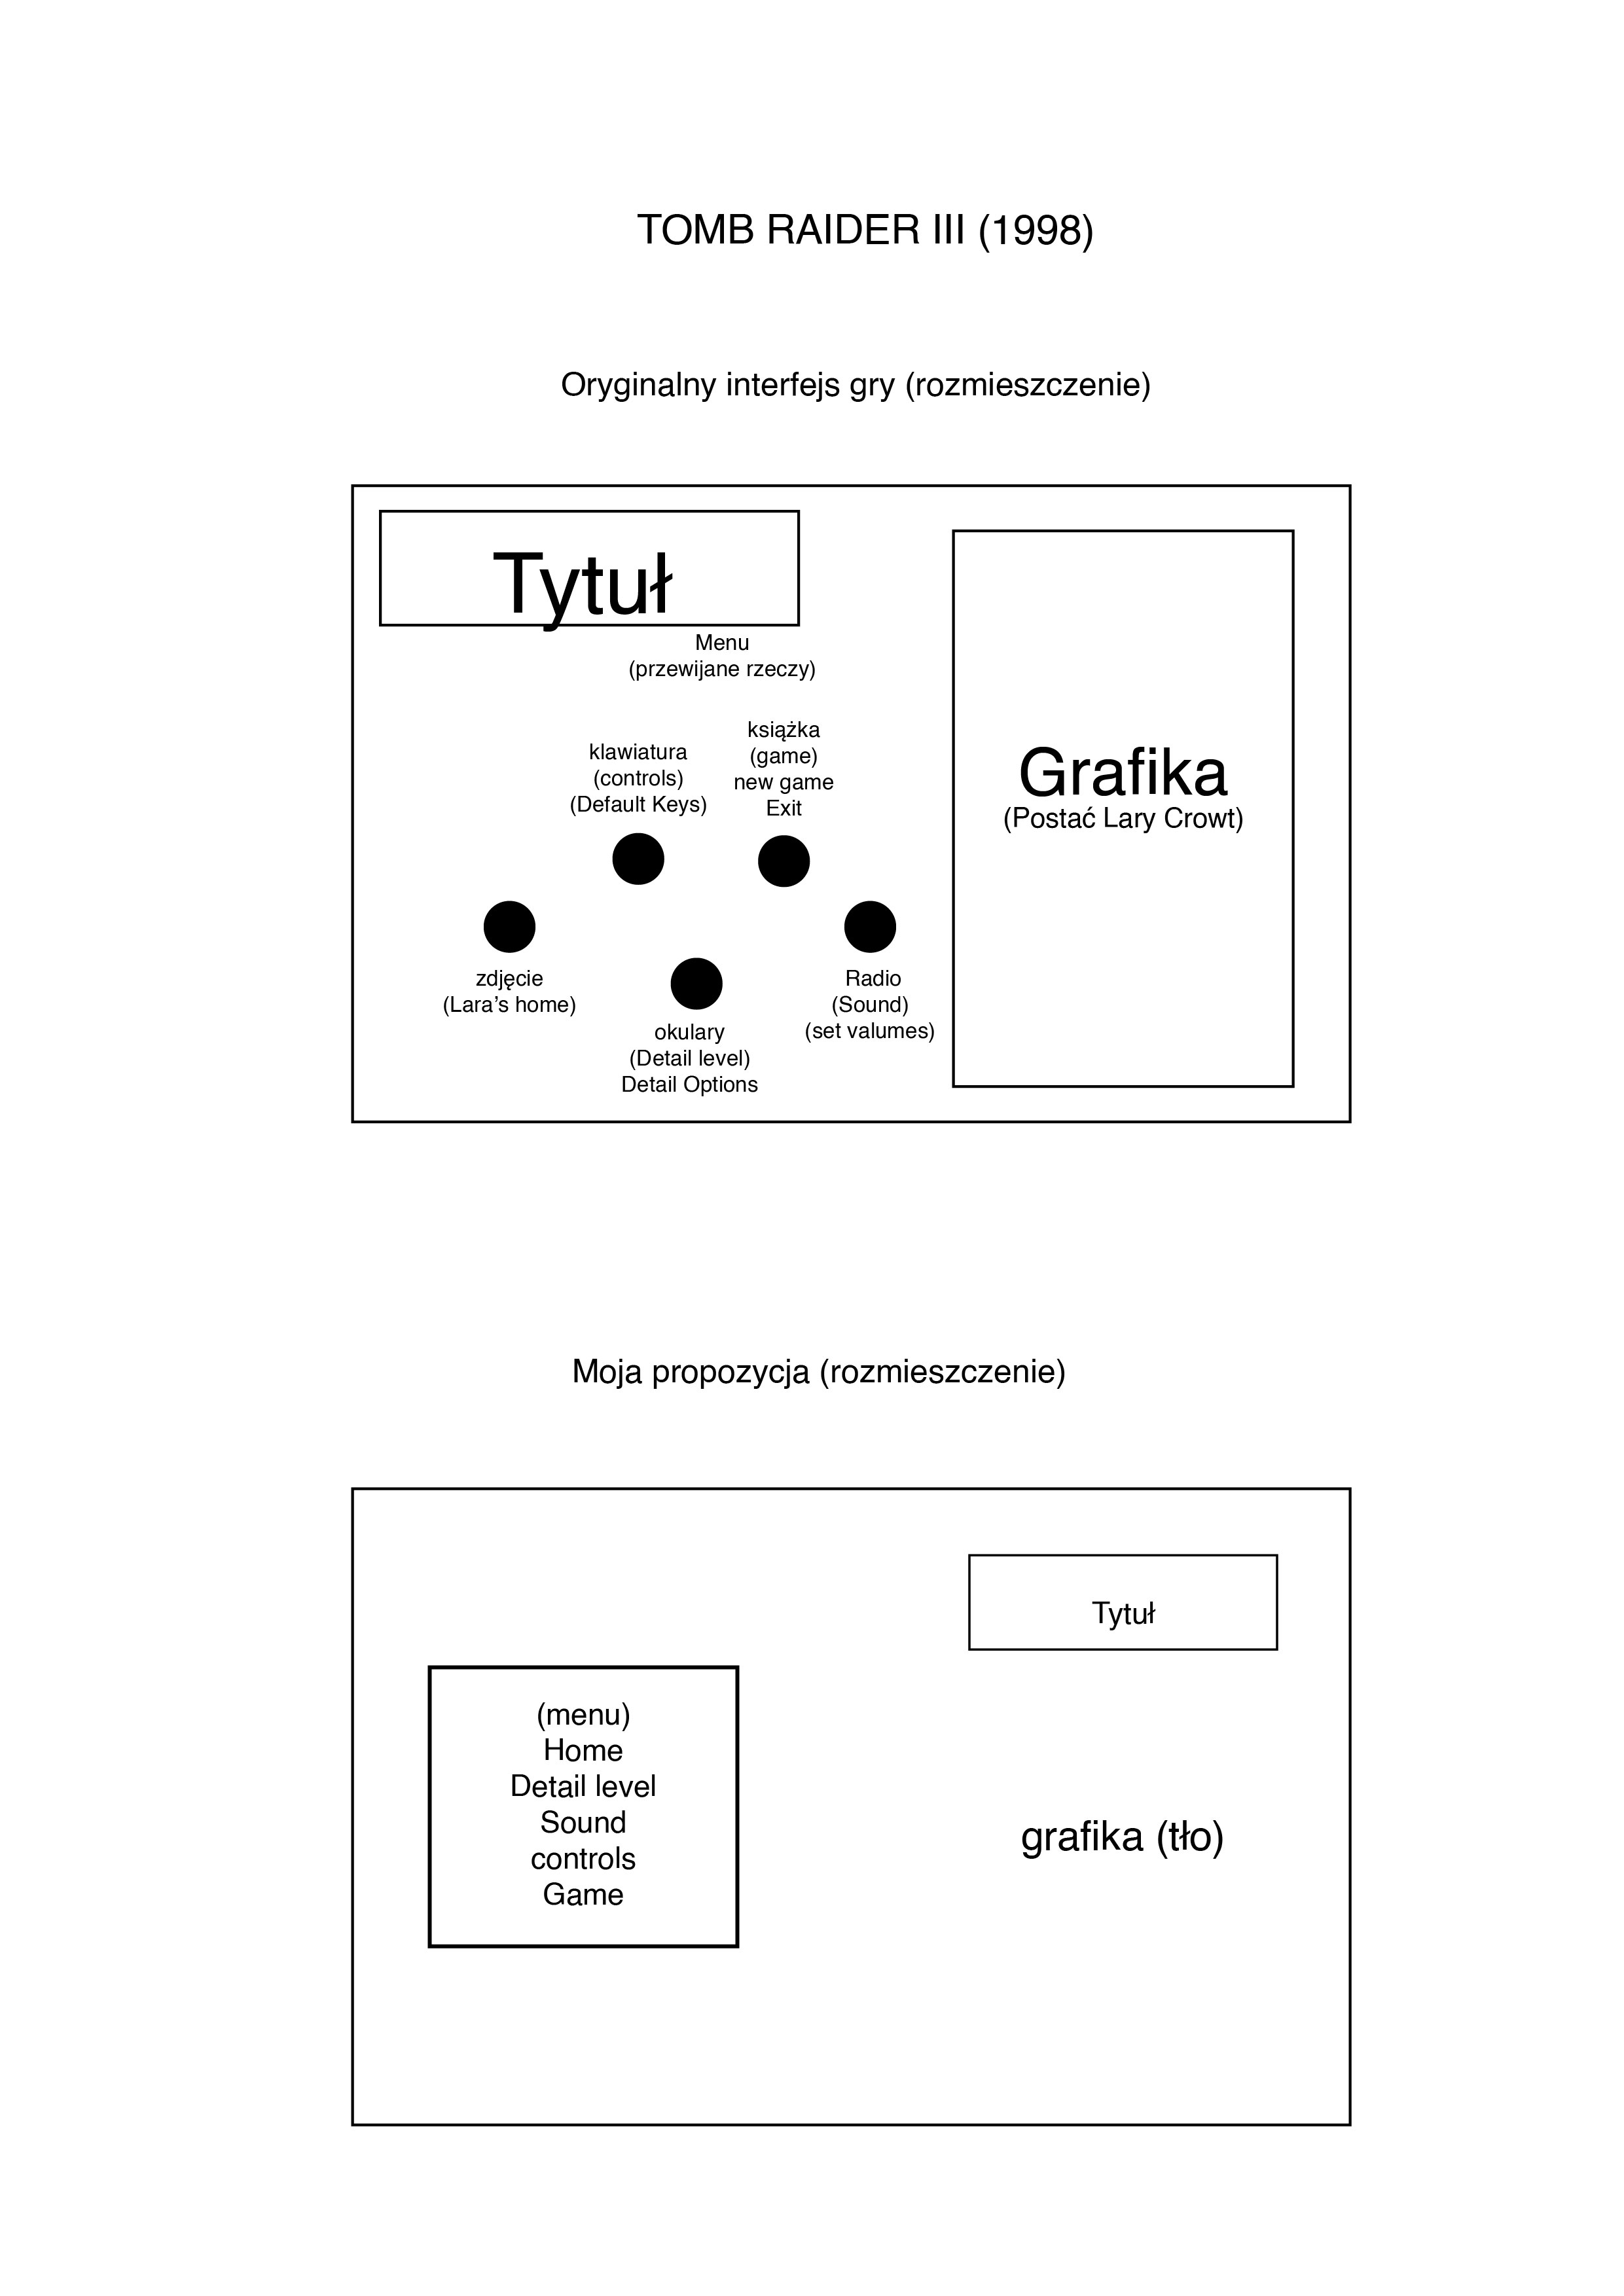 TOMB RAIDER III (1998)
Oryginalny interfejs gry (rozmieszczenie)
Tytuł
Menu
(przewijane rzeczy)
klawiatura
(controls)
(Default Keys)
książka
(game)
new game
Exit
Grafika
(Postać Lary Crowt)
zdjęcie
(Lara's home)
okulary
(Detail level)
Detail Options
Radio
(Sound)
(set valumes)
Moja propozycja (rozmieszczenie)
Tytuł
(menu)
Home
Detail level
Sound
controls
Game
grafika (tło)